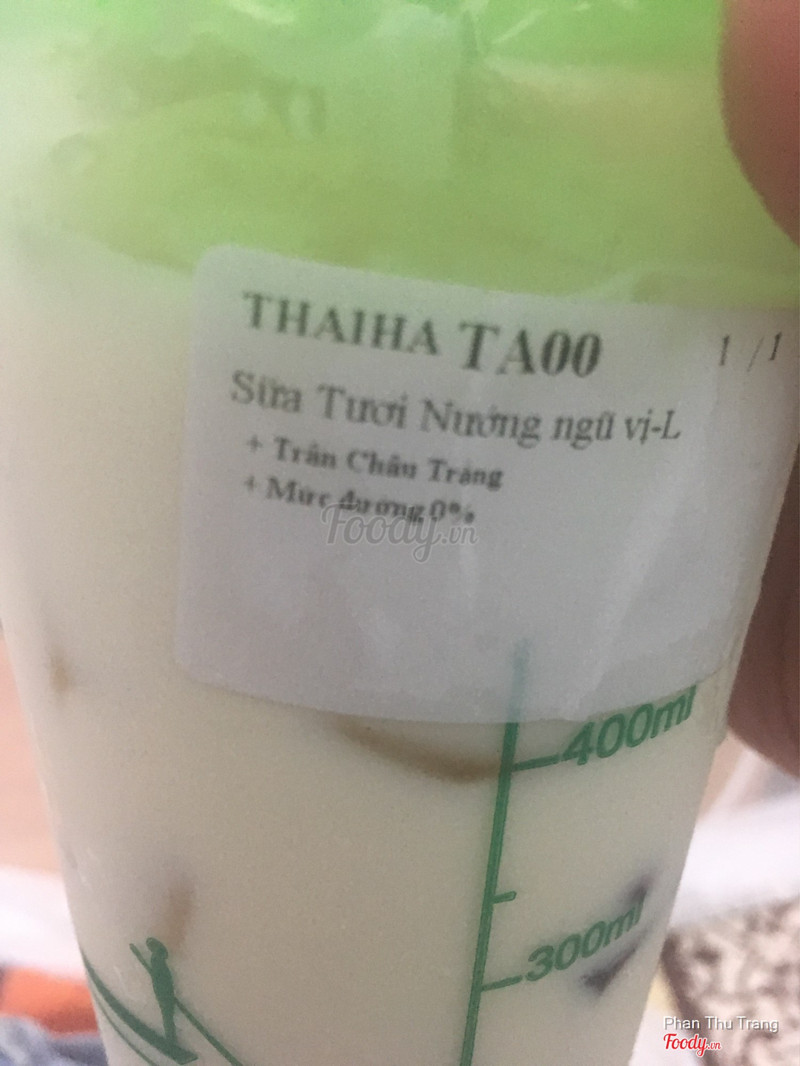 THAIHA TA00 1 / 1
Sữa Tươi Nướng ngũ vị-L
+ Trân Châu Trắng
+ Mức đường 0%
Foody.vn
400ml
300ml
Phan Thu Trang
Foody.vn